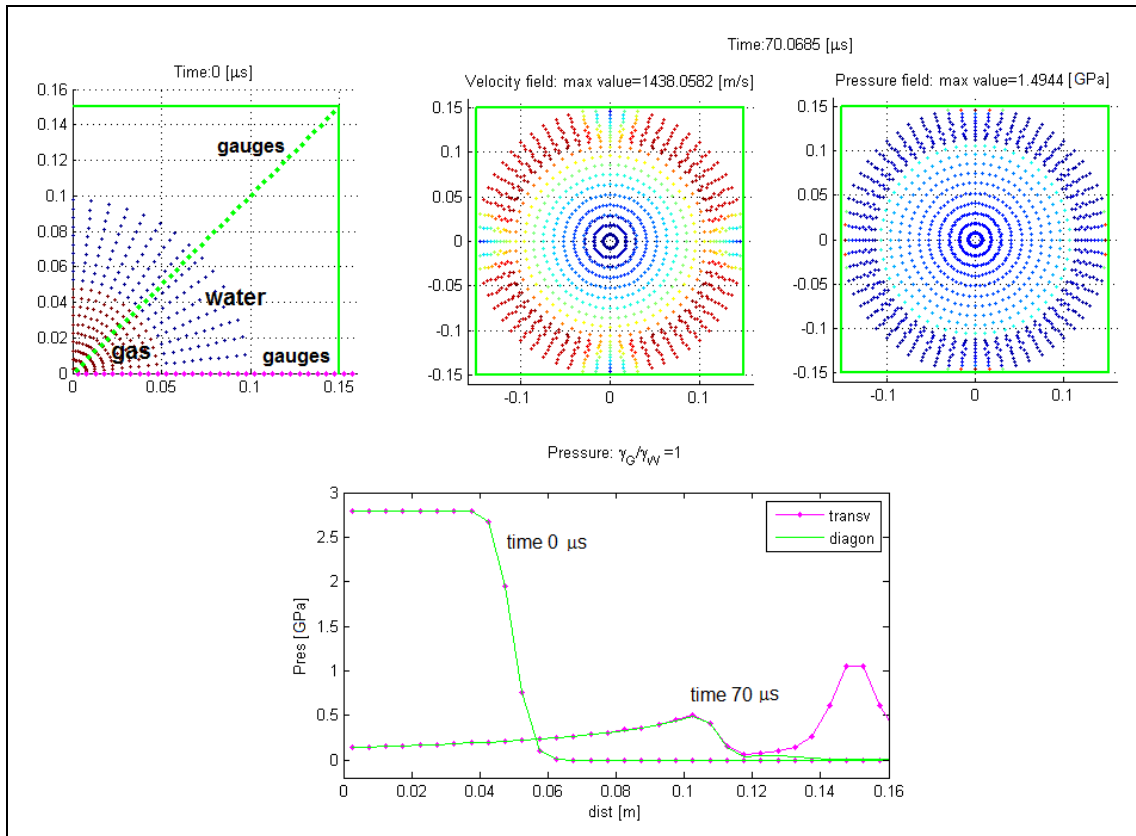 Time:0 [μs]
0.16
0.14
0.12
0.1
0.08
0.06
0.04
0.02
0
0 0.05 0.1 0.15
gauges
water
gas
gauges
Time:70.0685 [μs]
Velocity field: max value=1438.0582 [m/s]
0.15
0.1
0.05
0
-0.05
-0.1
-0.15
-0.1 0 0.1
Pressure field: max value=1.4944 [GPa]
0.15
0.1
0.05
0
-0.05
-0.1
-0.15
-0.1 0 0.1
Pressure: γG/γW =1
3
2.5
2
1.5
1
0.5
0
Pres [GPa]
time 0 μs
time 70 μs
transv
diagon
0 0.02 0.04 0.06 0.08 0.1 0.12 0.14 0.16
dist [m]